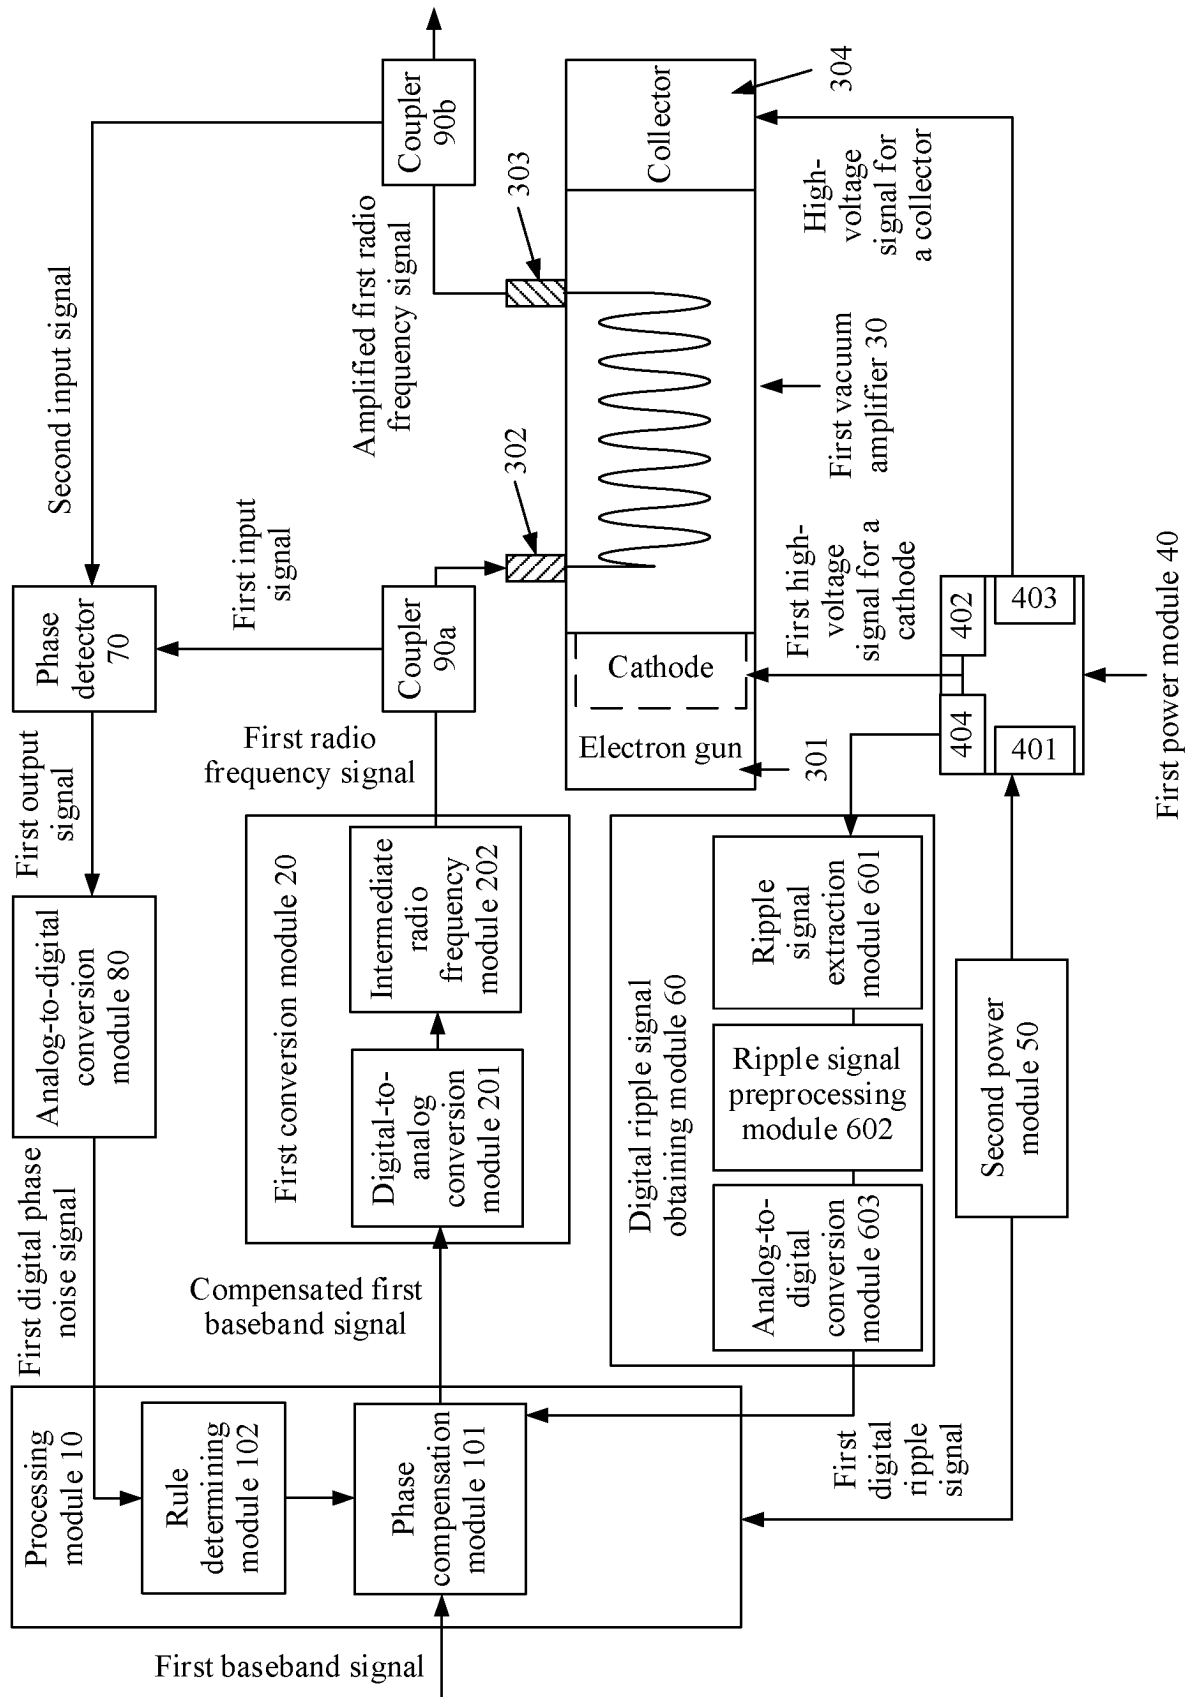 First baseband signal
Processing
module 10
Rule
determining
module 102
Phase
compensation
module 101
First digital phase
noise signal
Compensated first
baseband signal
First
digital
ripple
signal
Analog-to-digital
conversion
module 80
First conversion module 20
Digital-to-
analog
conversion
module 201
Intermediate
radio
frequency
module 202
Digital ripple signal
obtaining module 60
Analog-to-
digital
conversion
module 603
Ripple signal
preprocessing
module 602
Ripple
signal
extraction
module 601
Second power
module 50
First output
signal
First radio
frequency signal
Phase
detector
70
Coupler
90a
First input
signal
Second input signal
Electron gun
301
Cathode
302
303
Amplified first radio
frequency signal
Coupler
90b
Collector
304
First vacuum
amplifier 30
First high-
voltage
signal for a
cathode
High-
voltage
signal for
a collector
401
404
402
403
First power module 40